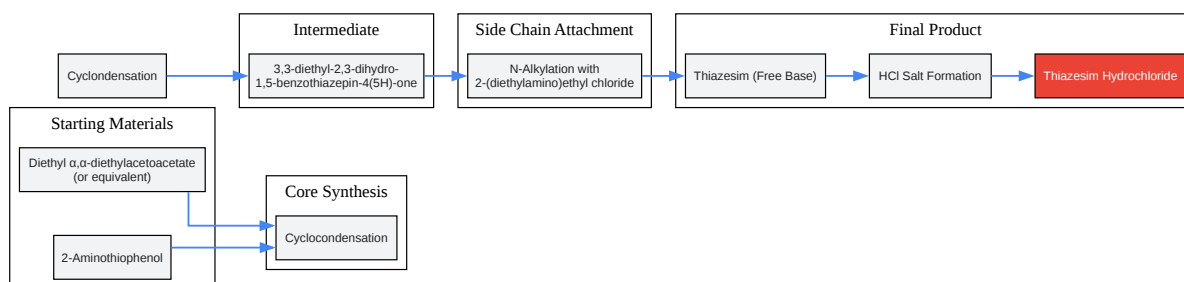 Intermediate
Side Chain Attachment
Final Product
Cyclondensation
3,3-diethyl-2,3-dihydro-
1,5-benzothiazepin-4(5H)-one
N-Alkylation with
2-(diethylamino)ethyl chloride
Thiazesim (Free Base)
HCl Salt Formation
Thiazesim Hydrochloride
Starting Materials
Diethyl α,α-diethylacetoacetate
(or equivalent)
2-Aminothiophenol
Core Synthesis
Cyclocondensation